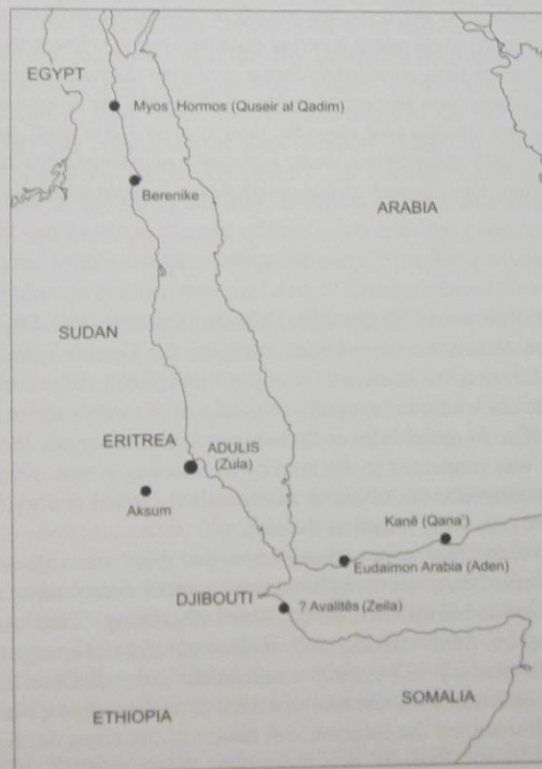 EGYPT
Myos Hormos (Quseir al Qadim)
Berenike
ARABIA
SUDAN
ERITREA
ADULIS
(Zula)
Aksum
Kanê (Qana')
Eudaimon Arabia (Aden)
DJIBOUTI
? Avalitês (Zeila)
SOMALIA
ETHIOPIA